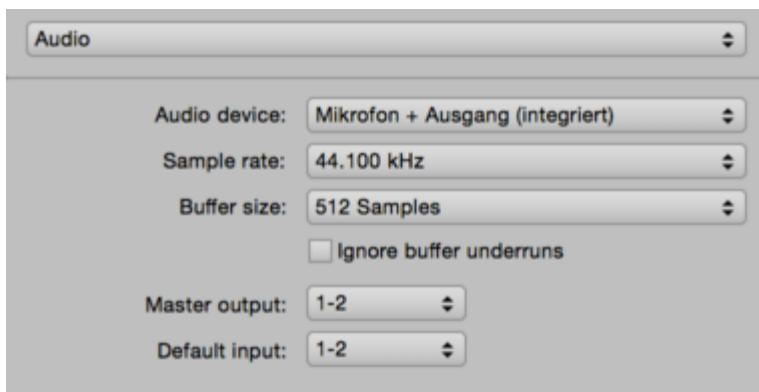 Audio
Audio device: Mikrofon + Ausgang (integriert)
Sample rate: 44.100 kHz
Buffer size: 512 Samples
Ignore buffer underruns
Master output: 1-2
Default input: 1-2